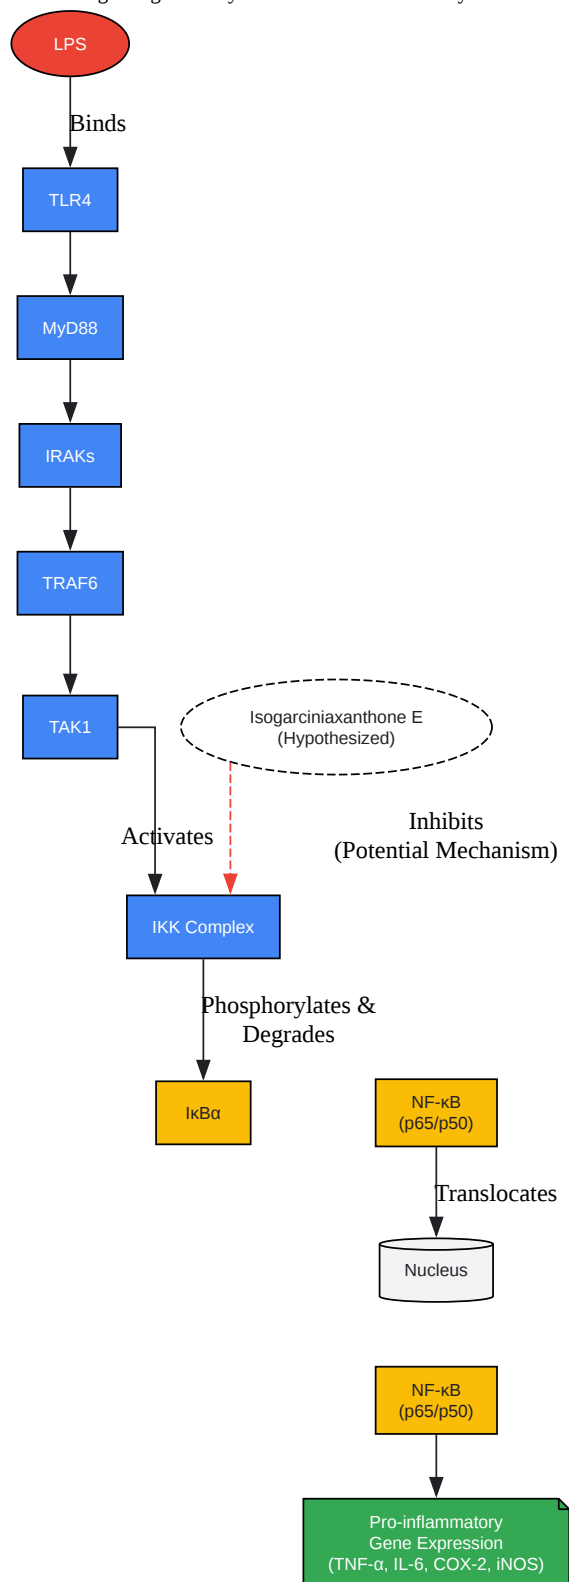 LPS
Binds
TLR4
MyD88
IRAKs
TRAF6
TAK1
Isogarciniaxanthone E
(Hypothesized)
Activates
Inhibits
(Potential Mechanism)
IKK Complex
Phosphorylates &
Degrades
IκBα
NF-κB
(p65/p50)
Translocates
Nucleus
NF-κB
(p65/p50)
Pro-inflammatory
Gene Expression
(TNF-α, IL-6, COX-2, iNOS)